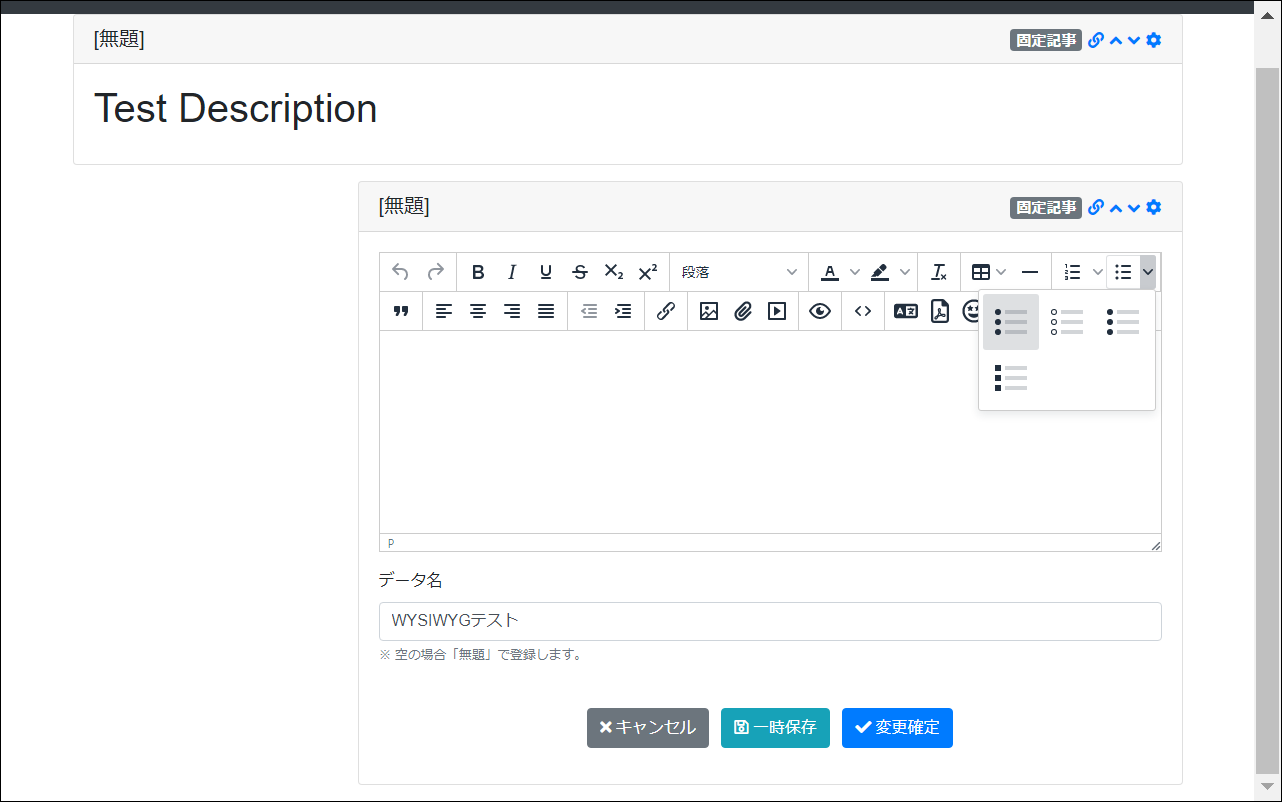 [無題]
固定記事
Test Description
[無題]
固定記事
段落
P
データ名
WYSIWYGテスト
※ 空の場合「無題」で登録します。
キャンセル
一時保存
変更確定